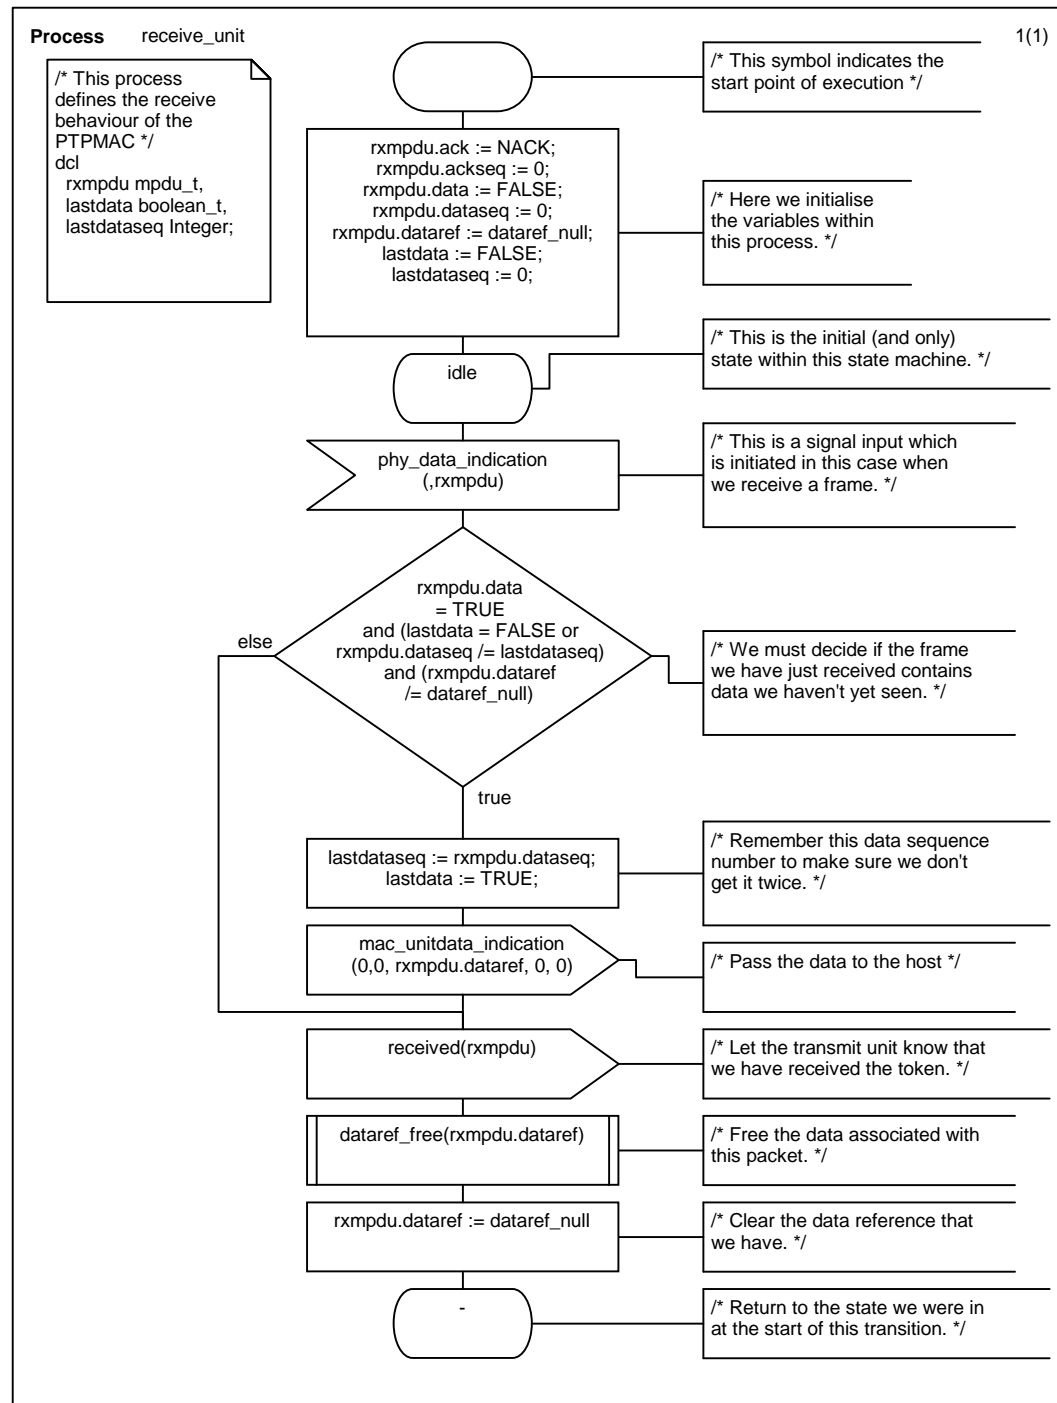 Process receive_unit 1(1)
/* This process
defines the receive
behaviour of the
PTPMAC */
dcl
rxmpdu mpdu_t,
lastdata boolean_t,
lastdataseq Integer;
/* This symbol indicates the
start point of execution */
rxmpdu.ack := NACK;
rxmpdu.ackseq := 0;
rxmpdu.data := FALSE;
rxmpdu.dataseq := 0;
rxmpdu.dataref := dataref_null;
lastdata := FALSE;
lastdataseq := 0;
/* Here we initialise
the variables within
this process. */
idle
/* This is the initial (and only)
state within this state machine. */
phy_data_indication
(,rxmpdu)
/* This is a signal input which
is initiated in this case when
we receive a frame. */
rxmpdu.data
= TRUE
and (lastdata = FALSE or
rxmpdu.dataseq /= lastdataseq)
and (rxmpdu.dataref
/= dataref_null)
else
/* We must decide if the frame
we have just received contains
data we haven't yet seen. */
true
lastdataseq := rxmpdu.dataseq;
lastdata := TRUE;
/* Remember this data sequence
number to make sure we don't
get it twice. */
mac_unitdata_indication
(0,0, rxmpdu.dataref, 0, 0)
/* Pass the data to the host */
received(rxmpdu)
/* Let the transmit unit know that
we have received the token. */
dataref_free(rxmpdu.dataref)
/* Free the data associated with
this packet. */
rxmpdu.dataref := dataref_null
/* Clear the data reference that
we have. */
-
/* Return to the state we were in
at the start of this transition. */